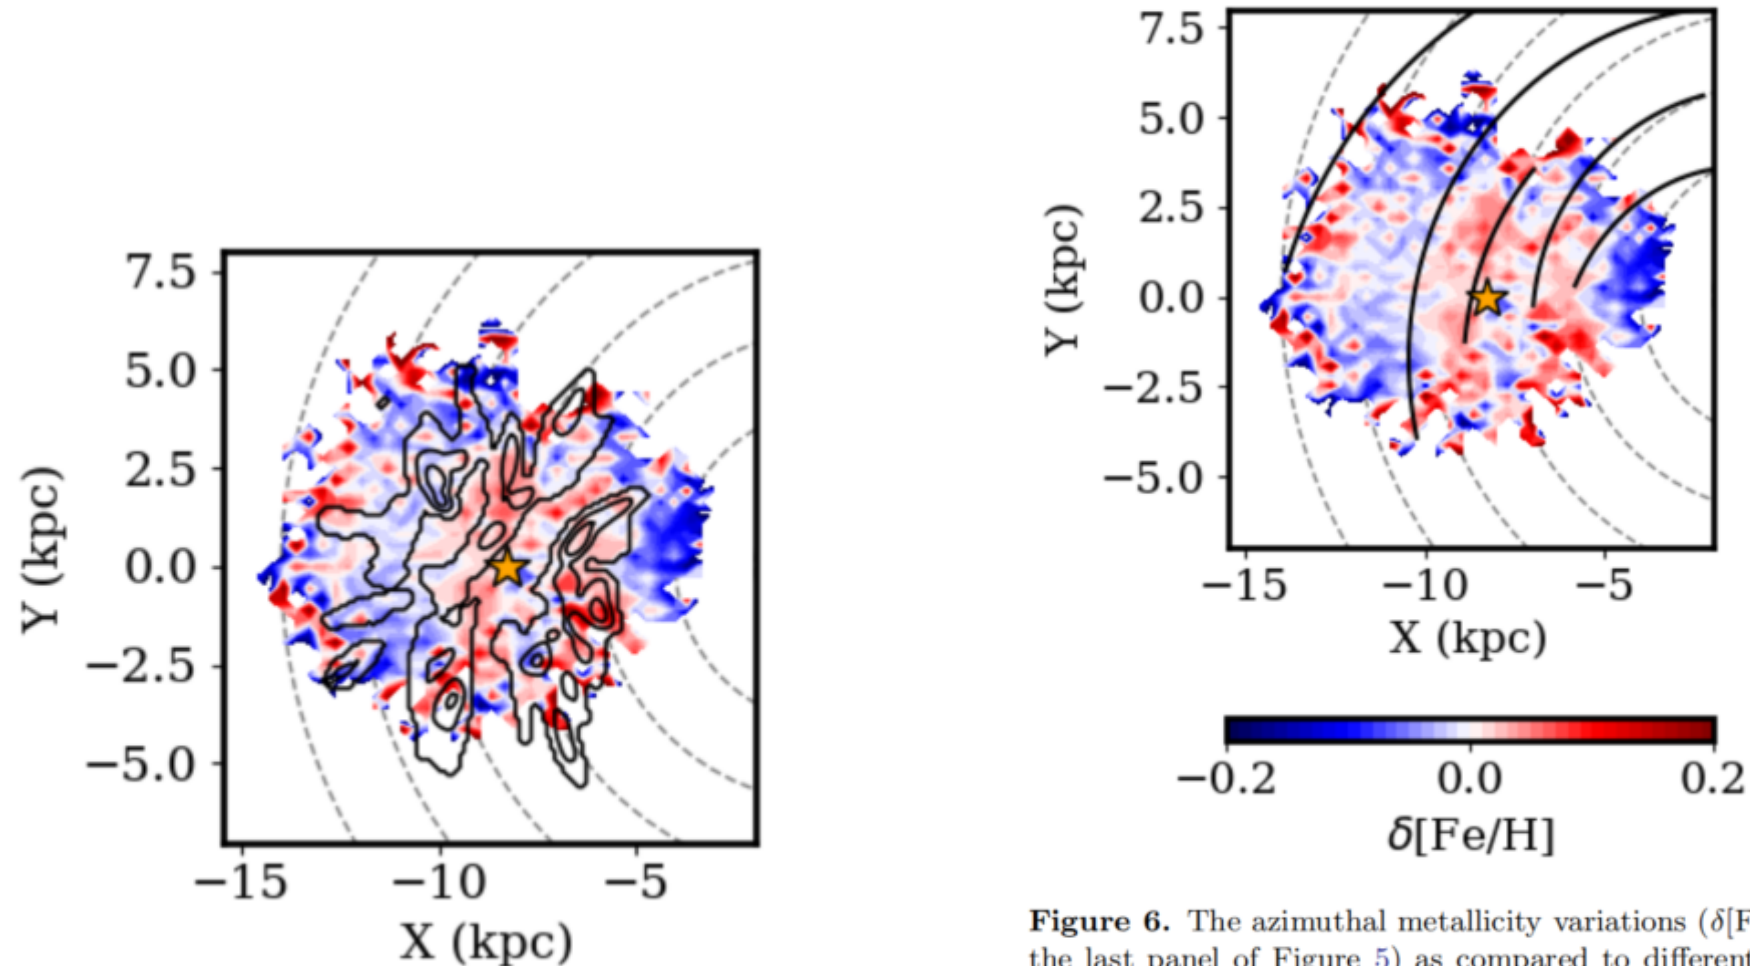 7.5
5.0
2.5
0.0
−2.5
−5.0
Y (kpc)
−15 −10 −5
X (kpc)
7.5
5.0
2.5
0.0
−2.5
−5.0
Y (kpc)
−15 −10 −5
X (kpc)
−0.2 0.0 0.2
δ[Fe/H]
Figure 6. The azimuthal metallicity variations (δ[F
the last panel of Figure 5) as compared to different